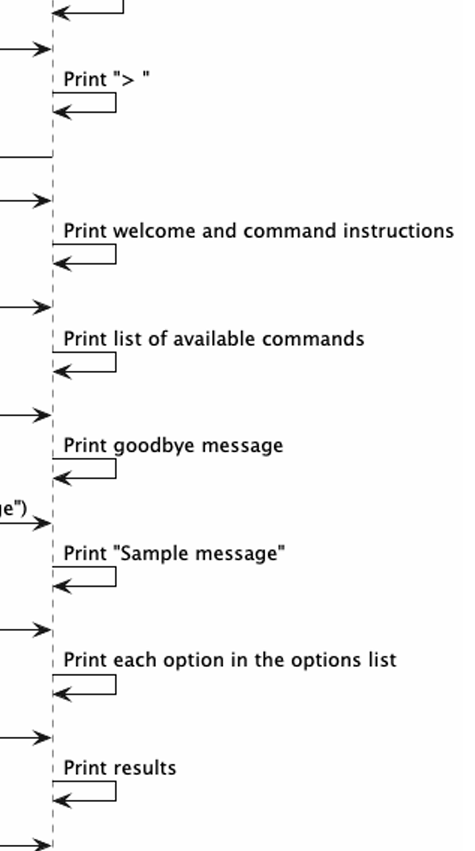 Print "> "
Print welcome and command instructions
Print list of available commands
Print goodbye message
ge")
Print "Sample message"
Print each option in the options list
Print results